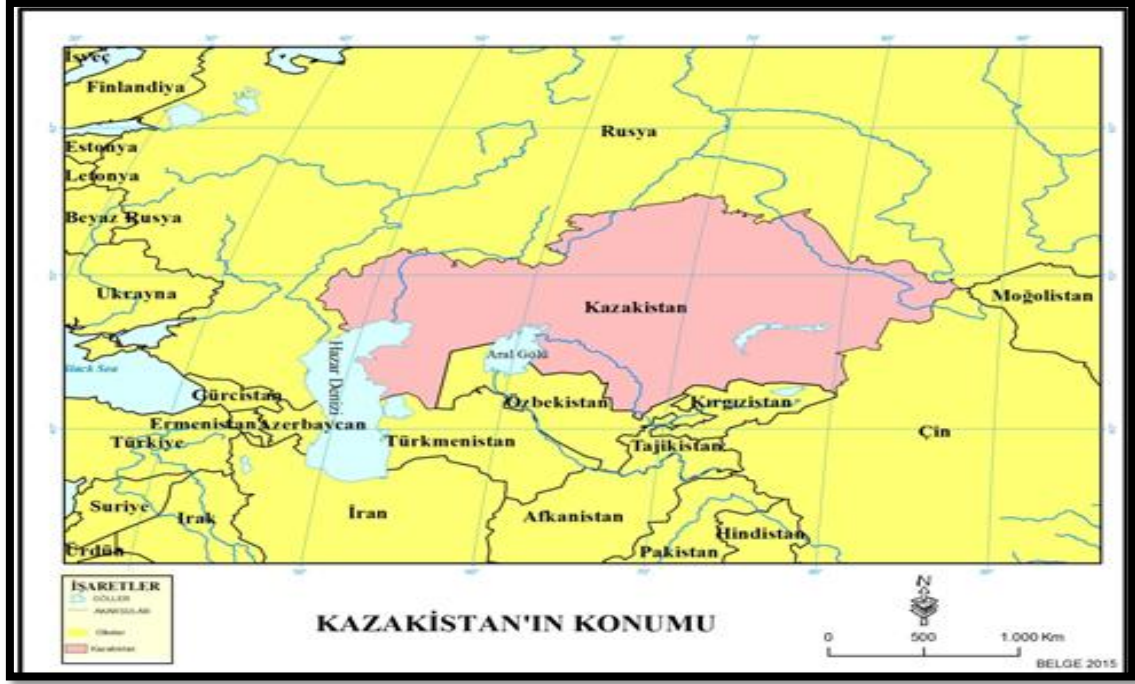 İsveç
Finlandiya
Rusya
Estonya
Letonya
Beyaz Rusya
Ukrayna
Kazakistan
Moğolistan
Hazar Denizi
Aral Gölü
Black Sea
Gürcistan
Özbekistan
Kırgızistan
Ermenistan
Azerbaycan
Türkiye
Türkmenistan
Tajikistan
Çin
Suriye
Irak
İran
Afkanistan
Hindistan
Pakistan
Ürdün
İŞARETLER
GÖLLER
AKARSULAR
Ülkeler
Kazakistan
KAZAKİSTAN'IN KONUMU
N
0 500 1.000 Km
BELGE 2015